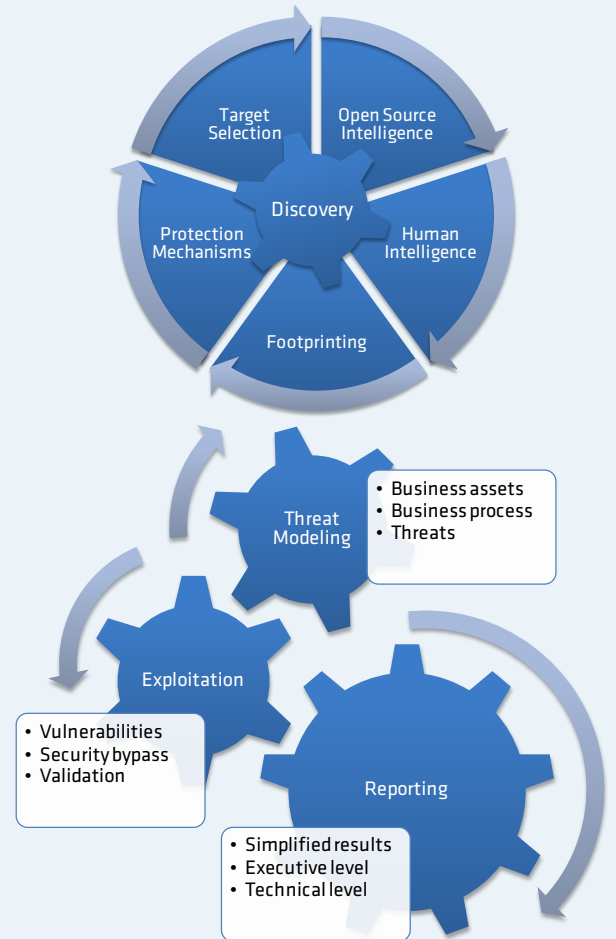 Target
Selection
Open Source
Intelligence
Discovery
Protection
Mechanisms
Human
Intelligence
Footprinting
Threat
Modeling
• Business assets
• Business process
• Threats
Exploitation
• Vulnerabilities
• Security bypass
• Validation
Reporting
• Simplified results
• Executive level
• Technical level